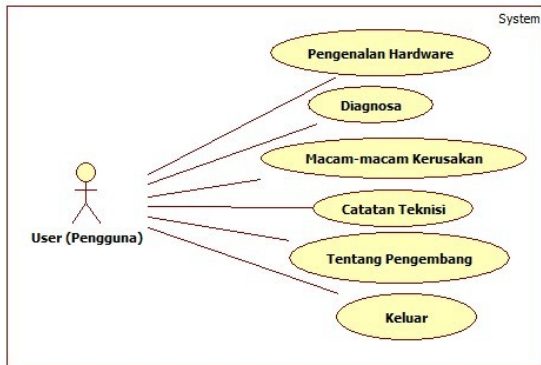 System
Pengenalan Hardware
Diagnosa
Macam-macam Kerusakan
Catatan Teknisi
User (Pengguna)
Tentang Pengembang
Keluar